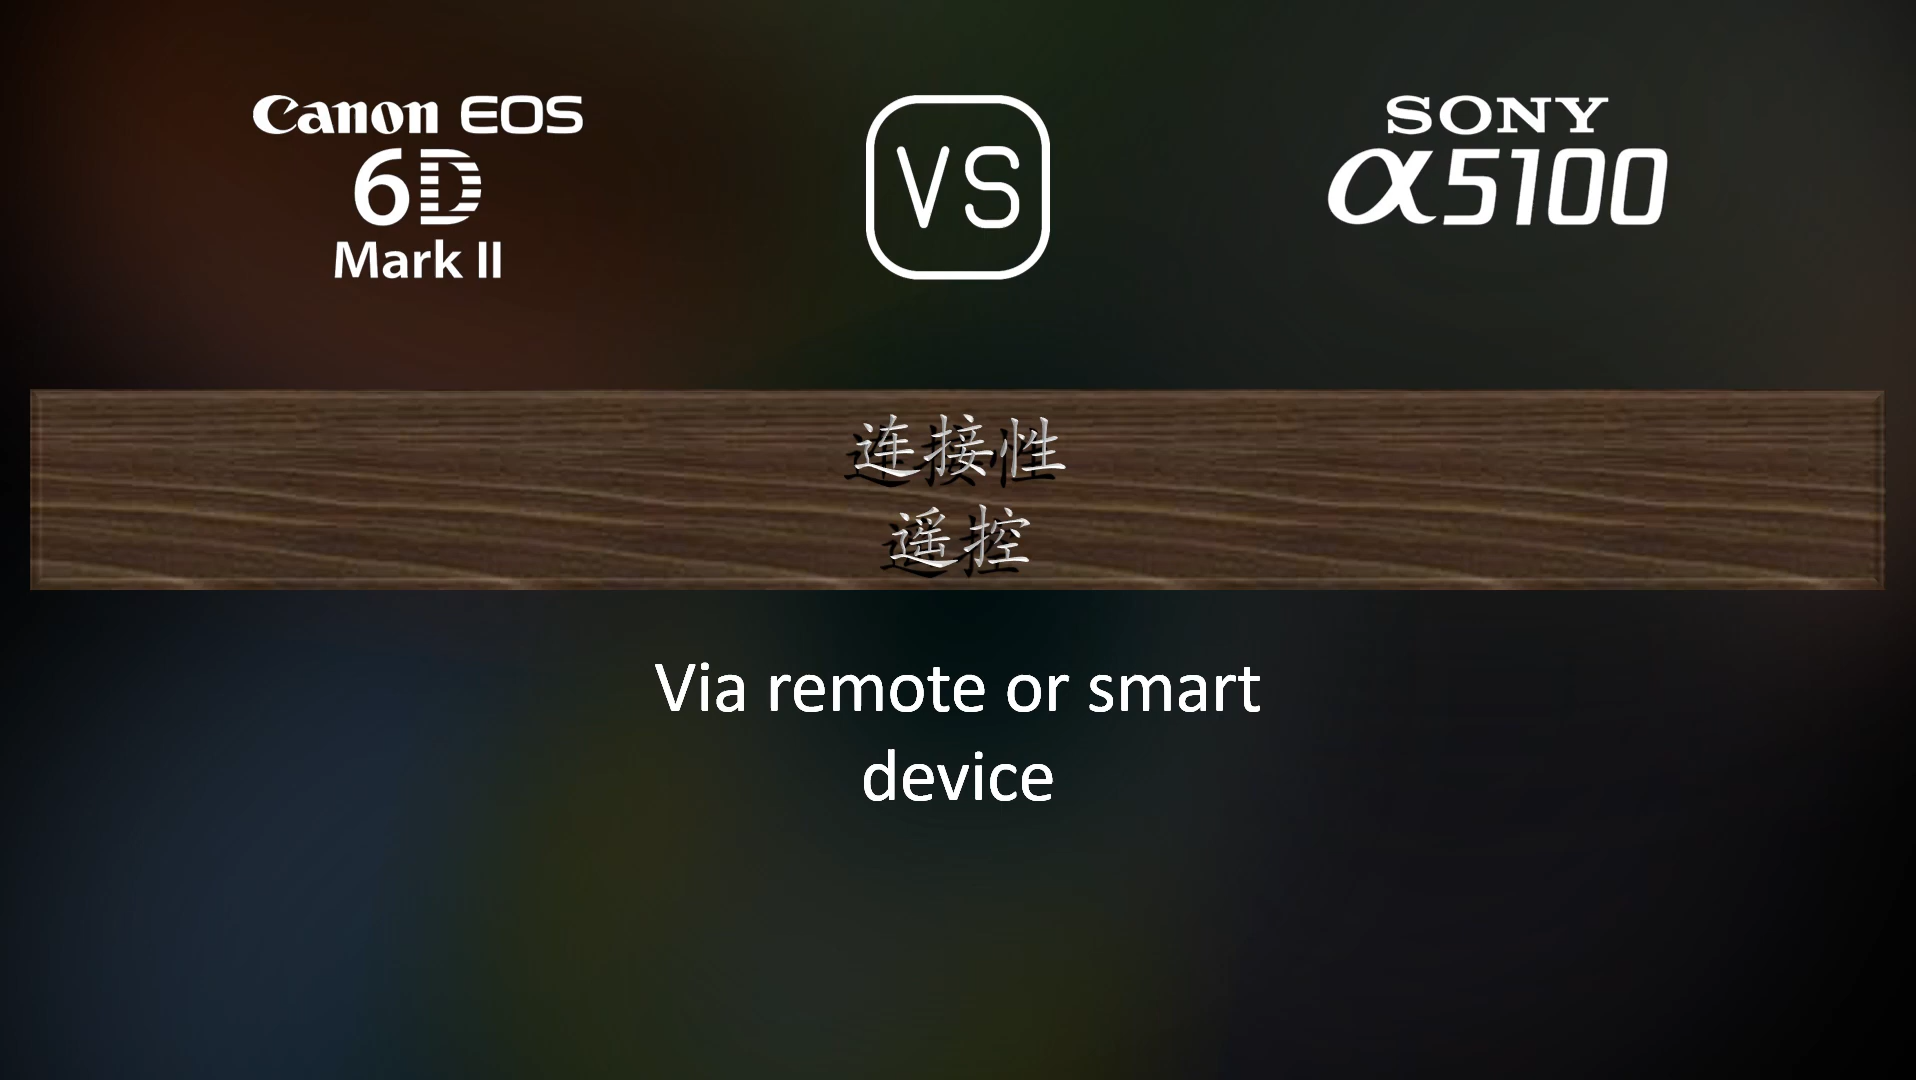 Canon EOS
6D
Mark II
VS
SONY
α5100
连接性
遥控
Via remote or smart
device